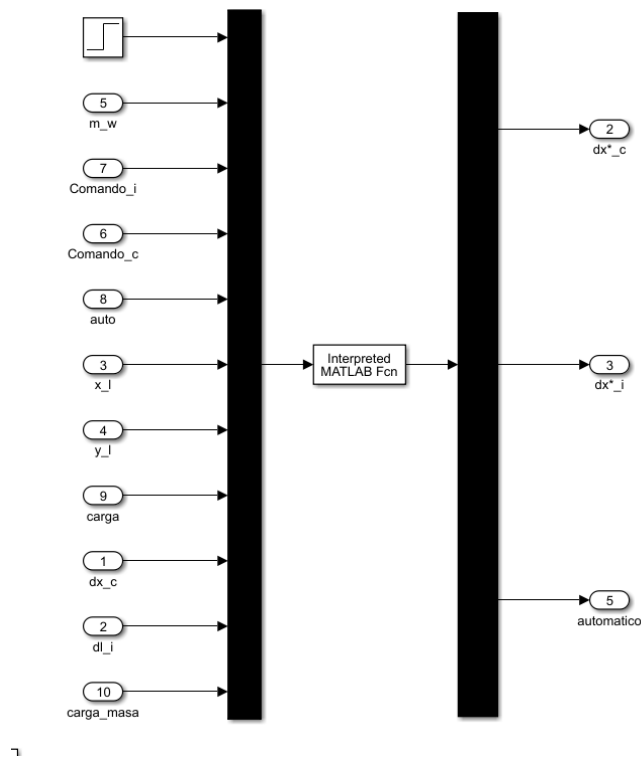 5
m_w
7
Comando_i
6
Comando_c
8
auto
3
x_l
4
y_l
9
carga
1
dx_c
2
dl_i
10
carga_masa
Interpreted
MATLAB Fcn
2
dx*_c
3
dx*_i
5
automatico